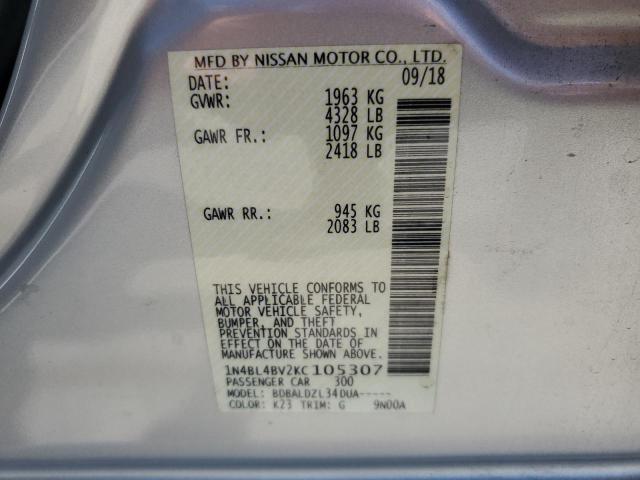 MFD BY NISSAN MOTOR CO., LTD.
DATE: 09/18
GVWR: 1963 KG
4328 LB
GAWR FR.: 1097 KG
2418 LB
GAWR RR.: 945 KG
2083 LB
THIS VEHICLE CONFORMS TO
ALL APPLICABLE FEDERAL
MOTOR VEHICLE SAFETY,
BUMPER, AND THEFT
PREVENTION STANDARDS IN
EFFECT ON THE DATE OF
MANUFACTURE SHOWN ABOVE.
1N4BL4BV2KC105307
PASSENGER CAR 300
MODEL: BDBALDZL34DUA-----
COLOR: K23 TRIM: G 9N00A